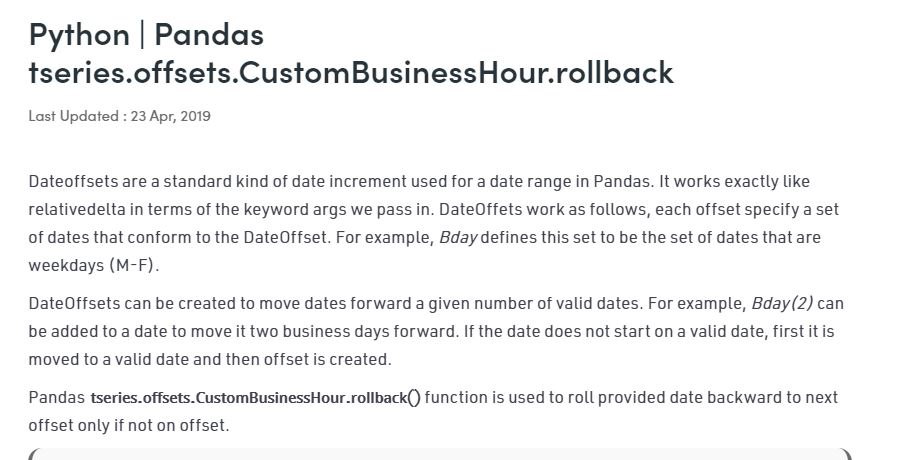 Python | Pandas
tseries.offsets.CustomBusinessHour.rollback
Last Updated : 23 Apr, 2019
Dateoffsets are a standard kind of date increment used for a date range in Pandas. It works exactly like
relativedelta in terms of the keyword args we pass in. DateOffets work as follows, each offset specify a set
of dates that conform to the DateOffset. For example, Bday defines this set to be the set of dates that are
weekdays (M-F).
DateOffsets can be created to move dates forward a given number of valid dates. For example, Bday(2) can
be added to a date to move it two business days forward. If the date does not start on a valid date, first it is
moved to a valid date and then offset is created.
Pandas tseries.offsets.CustomBusinessHour.rollback() function is used to roll provided date backward to next
offset only if not on offset.